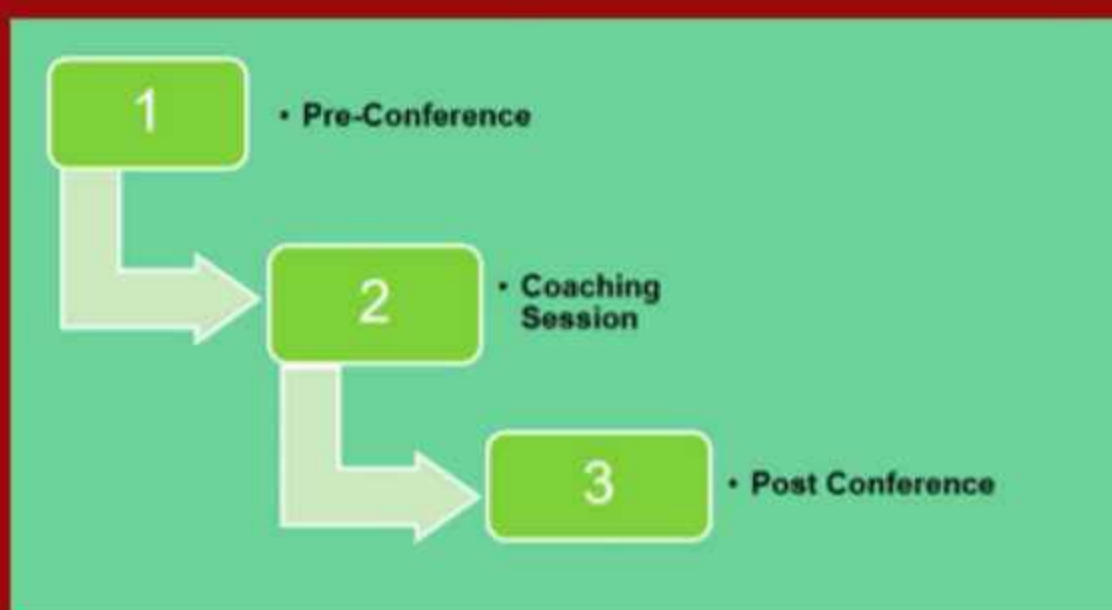 1
• Pre-Conference
2
• Coaching
Session
3
• Post Conference